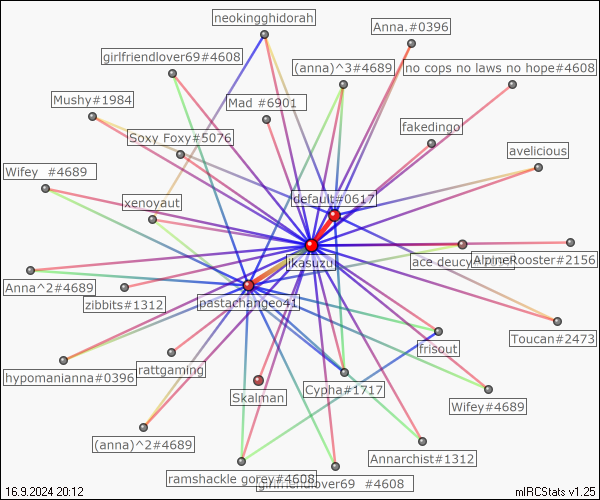 neokingghidorah
Anna.#0396
girlfriendlover69#4608
(anna)^3#4689
no cops no laws no hope#4608
Mushy#1984
Mad #6901
Soxy Foxy#5076
fakedingo
avelicious
Wifey #4689
default#0617
xenoyaut
Ikasuzu
ace
AlpineRooster#2156
Anna^2#4689
zibbits#1312
pastachangeo41
Toucan#2473
frisout
hypomanianna#0396
rattgaming
Skalman
Cypha#1717
Wifey#4689
(anna)^2#4689
Annarchist#1312
ramshackle gorey#4608
girlfriendlover69 #4608
16.9.2024 20:12
mIRCStats v1.25